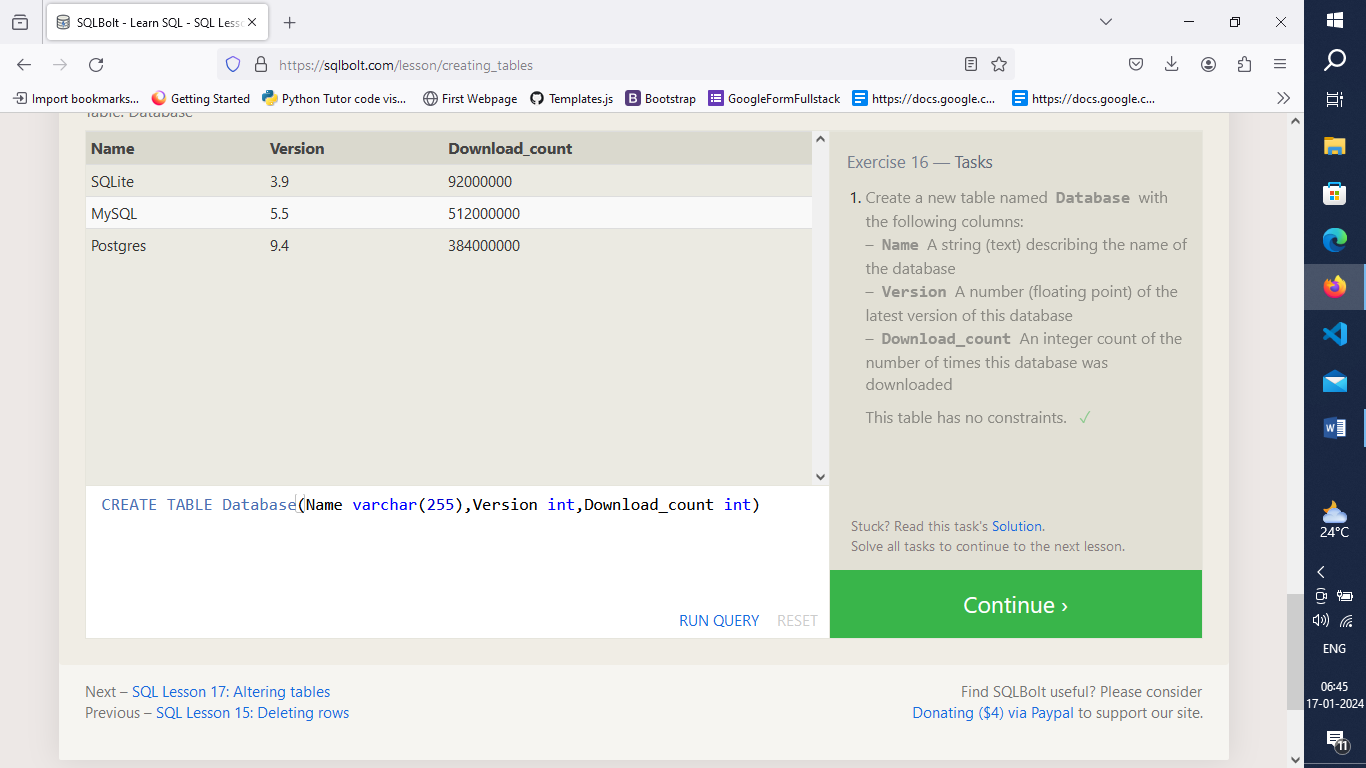 SQLBolt - Learn SQL - SQL Less
https://sqlbolt.com/lesson/creating_tables
Import bookmarks... Getting Started Python Tutor code vis... First Webpage Templates.js Bootstrap GoogleFormFullstack https://docs.google.c... https://docs.google.c...
Table: Database
Name Version Download_count
SQLite 3.9 92000000
MySQL 5.5 512000000
Postgres 9.4 384000000
Exercise 16 — Tasks
1. Create a new table named Database with
the following columns:
– Name A string (text) describing the name of
the database
– Version A number (floating point) of the
latest version of this database
– Download_count An integer count of the
number of times this database was
downloaded
This table has no constraints. ✓
CREATE TABLE Database(Name varchar(255),Version int,Download_count int)
RUN QUERY RESET
Stuck? Read this task's Solution.
Solve all tasks to continue to the next lesson.
Continue ›
Next – SQL Lesson 17: Altering tables
Previous – SQL Lesson 15: Deleting rows
Find SQLBolt useful? Please consider
Donating ($4) via Paypal to support our site.
24°C
ENG
06:45
17-01-2024
11